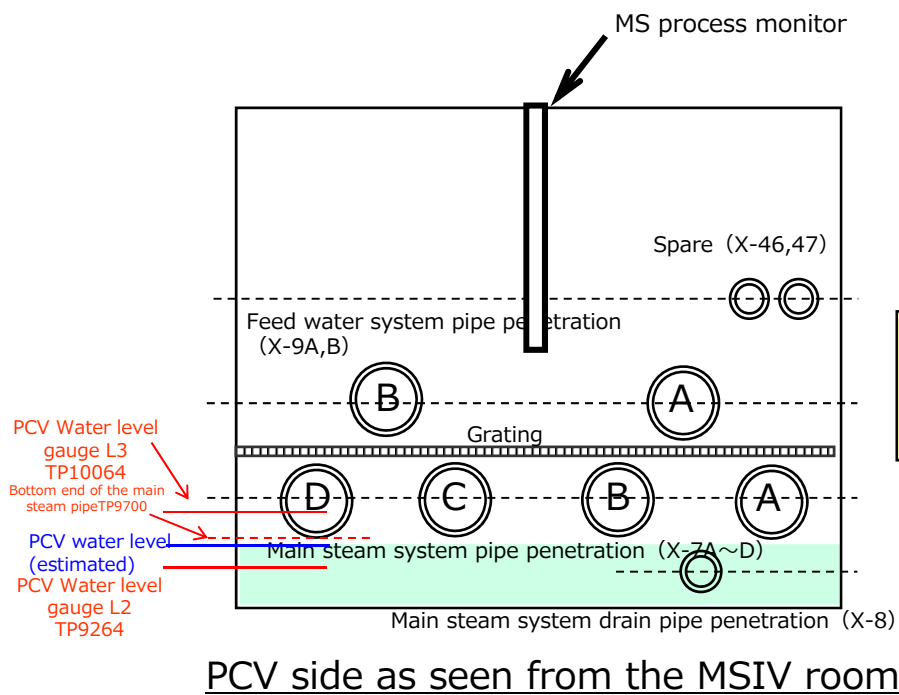 MS process monitor
Spare（X-46,47）
Feed water system pipe penetration
（X-9A,B）
B
A
PCV Water level
gauge L3
TP10064
Grating
Bottom end of the main
steam pipeTP9700
D
C
B
A
PCV water level
(estimated)
Main steam system pipe penetration（X-7A～D）
PCV Water level
gauge L2
TP9264
Main steam system drain pipe penetration（X-8）
PCV side as seen from the MSIV room